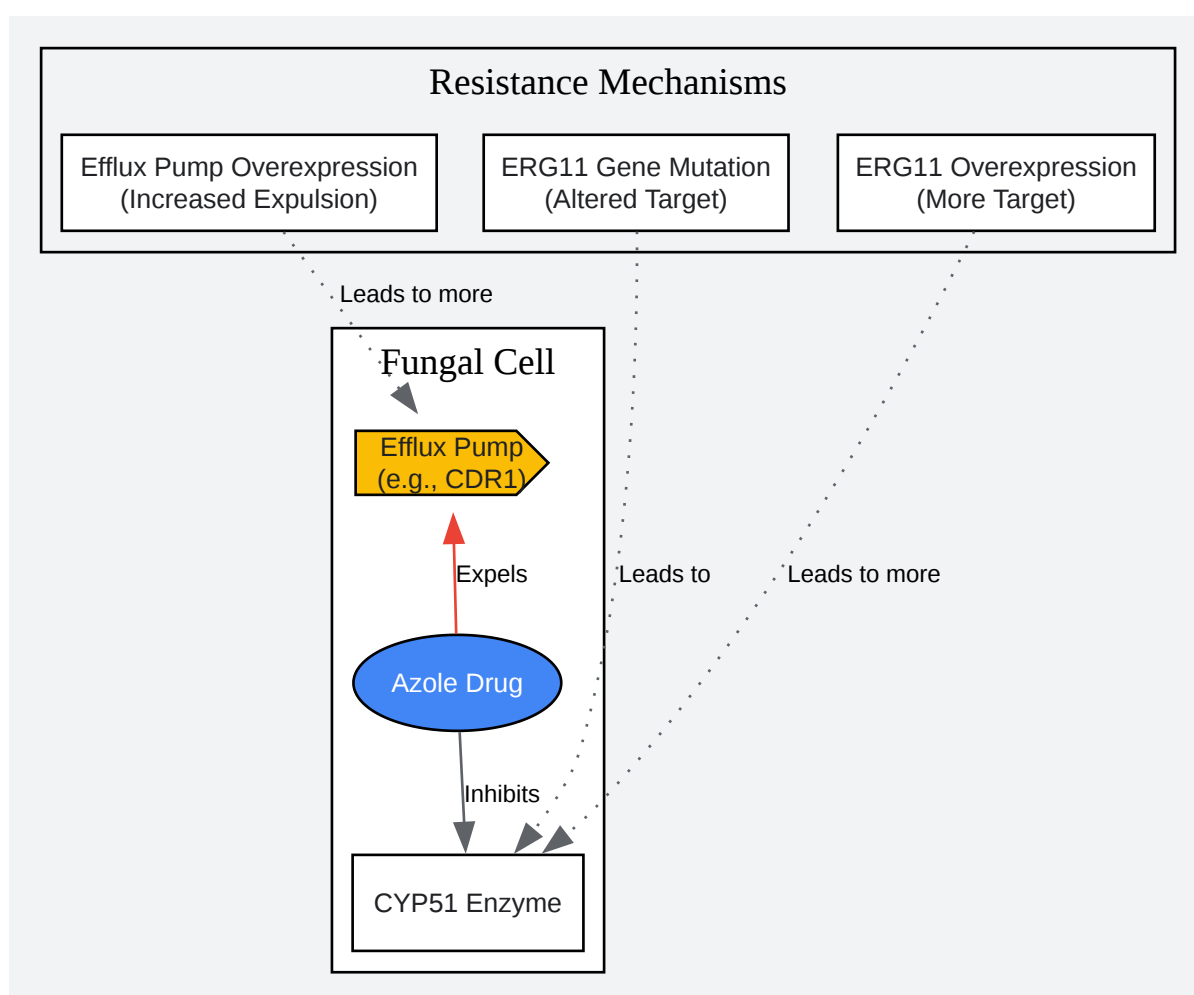 Resistance Mechanisms
Efflux Pump Overexpression
(Increased Expulsion)
ERG11 Gene Mutation
(Altered Target)
ERG11 Overexpression
(More Target)
Leads to more
Fungal Cell
Efflux Pump
(e.g., CDR1)
Expels
Leads to
Leads to more
Azole Drug
Inhibits
CYP51 Enzyme